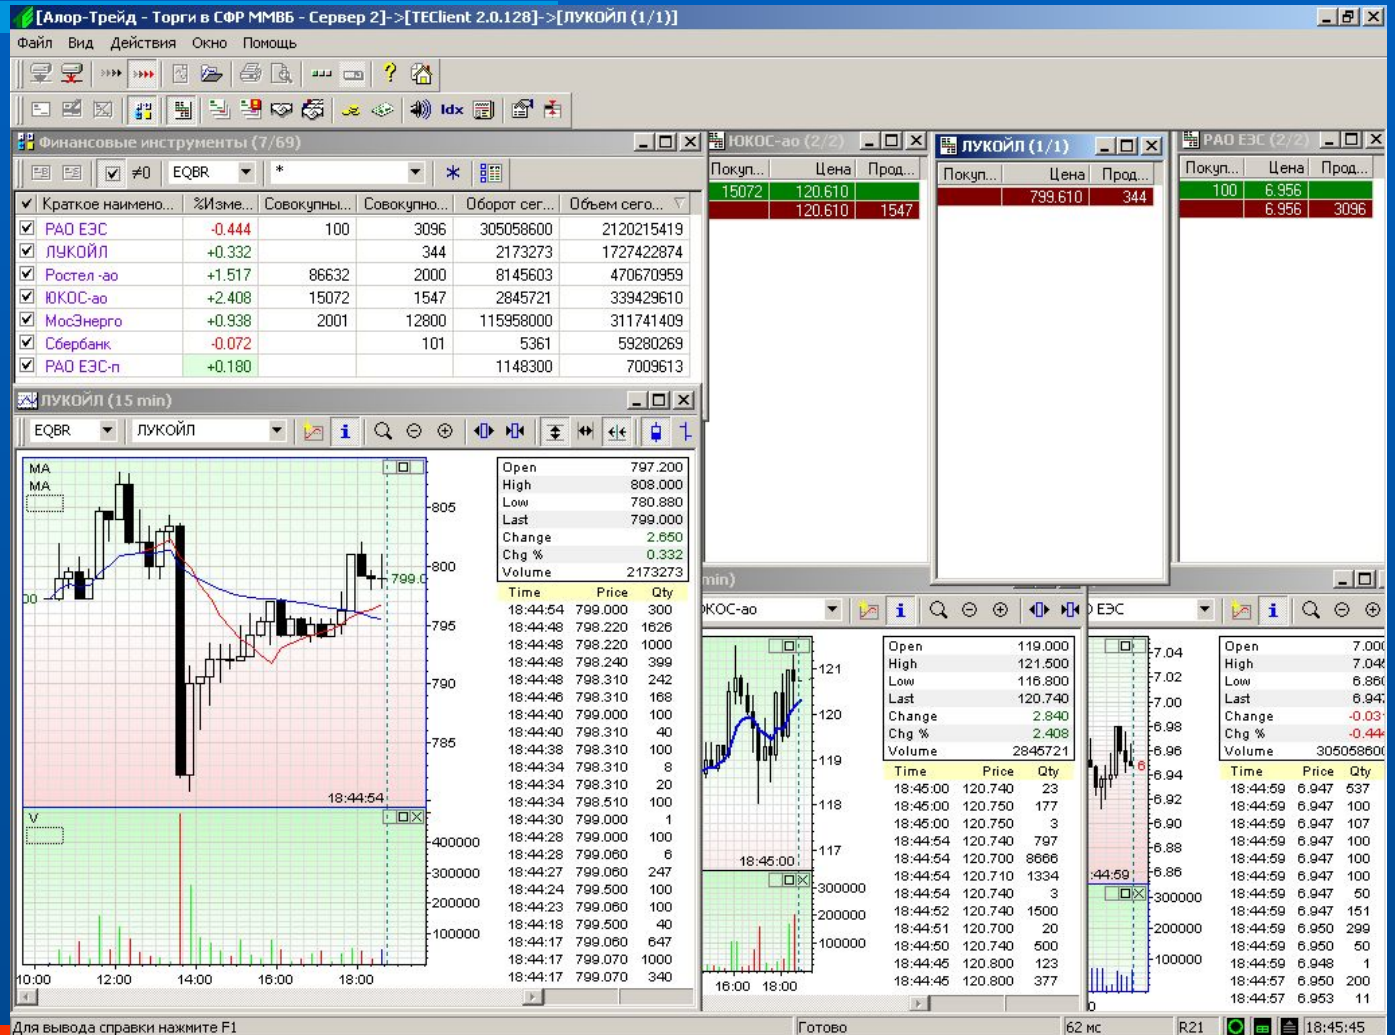 [Алор-Трейд - Торги в СФР ММВБ - Сервер 2]->[TEClient 2.0.128]->[ЛУКОЙЛ (1/1)]
Файл Вид Действия Окно Помощь
Idx
Финансовые инструменты (7/69)
≠0 EQBR *
Краткое наимено... %Изме... Совокупны... Совокупно... Оборот сег... Объем сего...
РАО ЕЭС -0.444 100 3096 305058600 2120215419
ЛУКОЙЛ +0.332 344 2173273 1727422874
Ростел -ао +1.517 86632 2000 8145603 470670959
ЮКОС-ао +2.408 15072 1547 2845721 339429610
МосЭнерго +0.938 2001 12800 115958000 311741409
Сбербанк -0.072 101 5361 59280269
РАО ЕЭС-п +0.180 1148300 7009613
ЮКОС-ао (2/2)
Покуп... Цена Прод...
15072 120.610
120.610 1547
ЛУКОЙЛ (1/1)
Покуп... Цена Прод...
799.610 344
РАО ЕЭС (2/2)
Покуп... Цена Прод...
100 6.956
6.956 3096
ЛУКОЙЛ (15 min)
EQBR ЛУКОЙЛ
MA
MA
805
800
799.0
00
795
790
785
18:44:54
V
400000
300000
200000
100000
10:00 12:00 14:00 16:00 18:00
Open 797.200
High 808.000
Low 780.880
Last 799.000
Change 2.650
Chg % 0.332
Volume 2173273
Time Price Qty
18:44:54 799.000 300
18:44:48 798.220 1626
18:44:48 798.220 1000
18:44:48 798.240 399
18:44:48 798.310 242
18:44:46 798.310 168
18:44:40 799.000 100
18:44:40 798.310 40
18:44:38 798.310 100
18:44:34 798.310 8
18:44:34 798.310 20
18:44:34 798.510 100
18:44:30 799.000 1
18:44:28 799.000 100
18:44:28 799.060 6
18:44:27 799.060 247
18:44:24 799.500 100
18:44:23 799.060 100
18:44:18 799.500 40
18:44:17 799.060 647
18:44:17 799.070 1000
18:44:17 799.070 340
min)
ЮКОС-ао
121
120
119
118
117
18:45:00
300000
200000
100000
16:00 18:00
Open 119.000
High 121.500
Low 116.800
Last 120.740
Change 2.840
Chg % 2.408
Volume 2845721
Time Price Qty
18:45:00 120.740 23
18:45:00 120.750 177
18:45:00 120.750 3
18:44:54 120.740 797
18:44:54 120.700 8666
18:44:54 120.710 1334
18:44:54 120.740 3
18:44:52 120.740 1500
18:44:51 120.700 20
18:44:50 120.740 500
18:44:45 120.800 123
18:44:45 120.800 377
ЕЭС
7.04
7.02
7.00
6.98
6.96
6
6.94
6.92
6.90
6.88
6.86
:44:59
300000
200000
100000
0
Open 7.000
High 7.046
Low 6.860
Last 6.947
Change -0.031
Chg % -0.444
Volume 305058600
Time Price Qty
18:44:59 6.947 537
18:44:59 6.947 100
18:44:59 6.947 107
18:44:59 6.947 100
18:44:59 6.947 100
18:44:59 6.947 100
18:44:59 6.947 50
18:44:59 6.947 151
18:44:59 6.950 299
18:44:59 6.950 50
18:44:59 6.948 1
18:44:57 6.950 200
18:44:57 6.953 11
Для вывода справки нажмите F1 Готово 62 мс R21 18:45:45